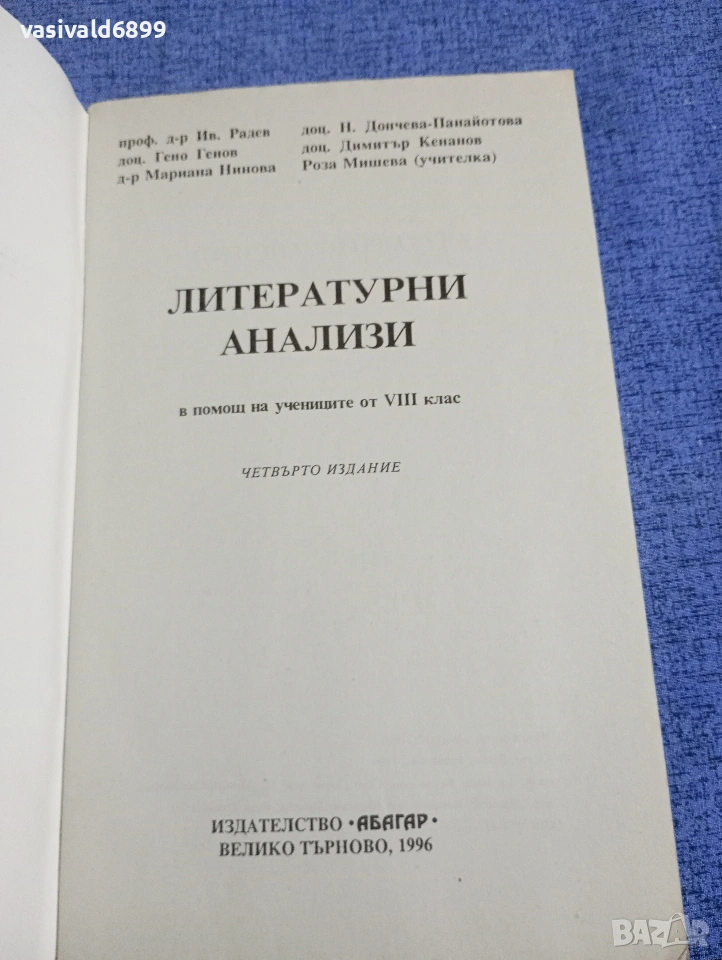 vasivald6899
проф. д-р Ив. Радев
доц. Гено Генов
д-р Мариана Нинова
доц. Н. Дончева-Панайотова
доц. Димитър Кенанов
Роза Мишева (учителка)
ЛИТЕРАТУРНИ
АНАЛИЗИ
в помощ на учениците от VIII клас
ЧЕТВЪРТО ИЗДАНИЕ
ИЗДАТЕЛСТВО •АБАГАР•
ВЕЛИКО ТЪРНОВО, 1996
BAZAR